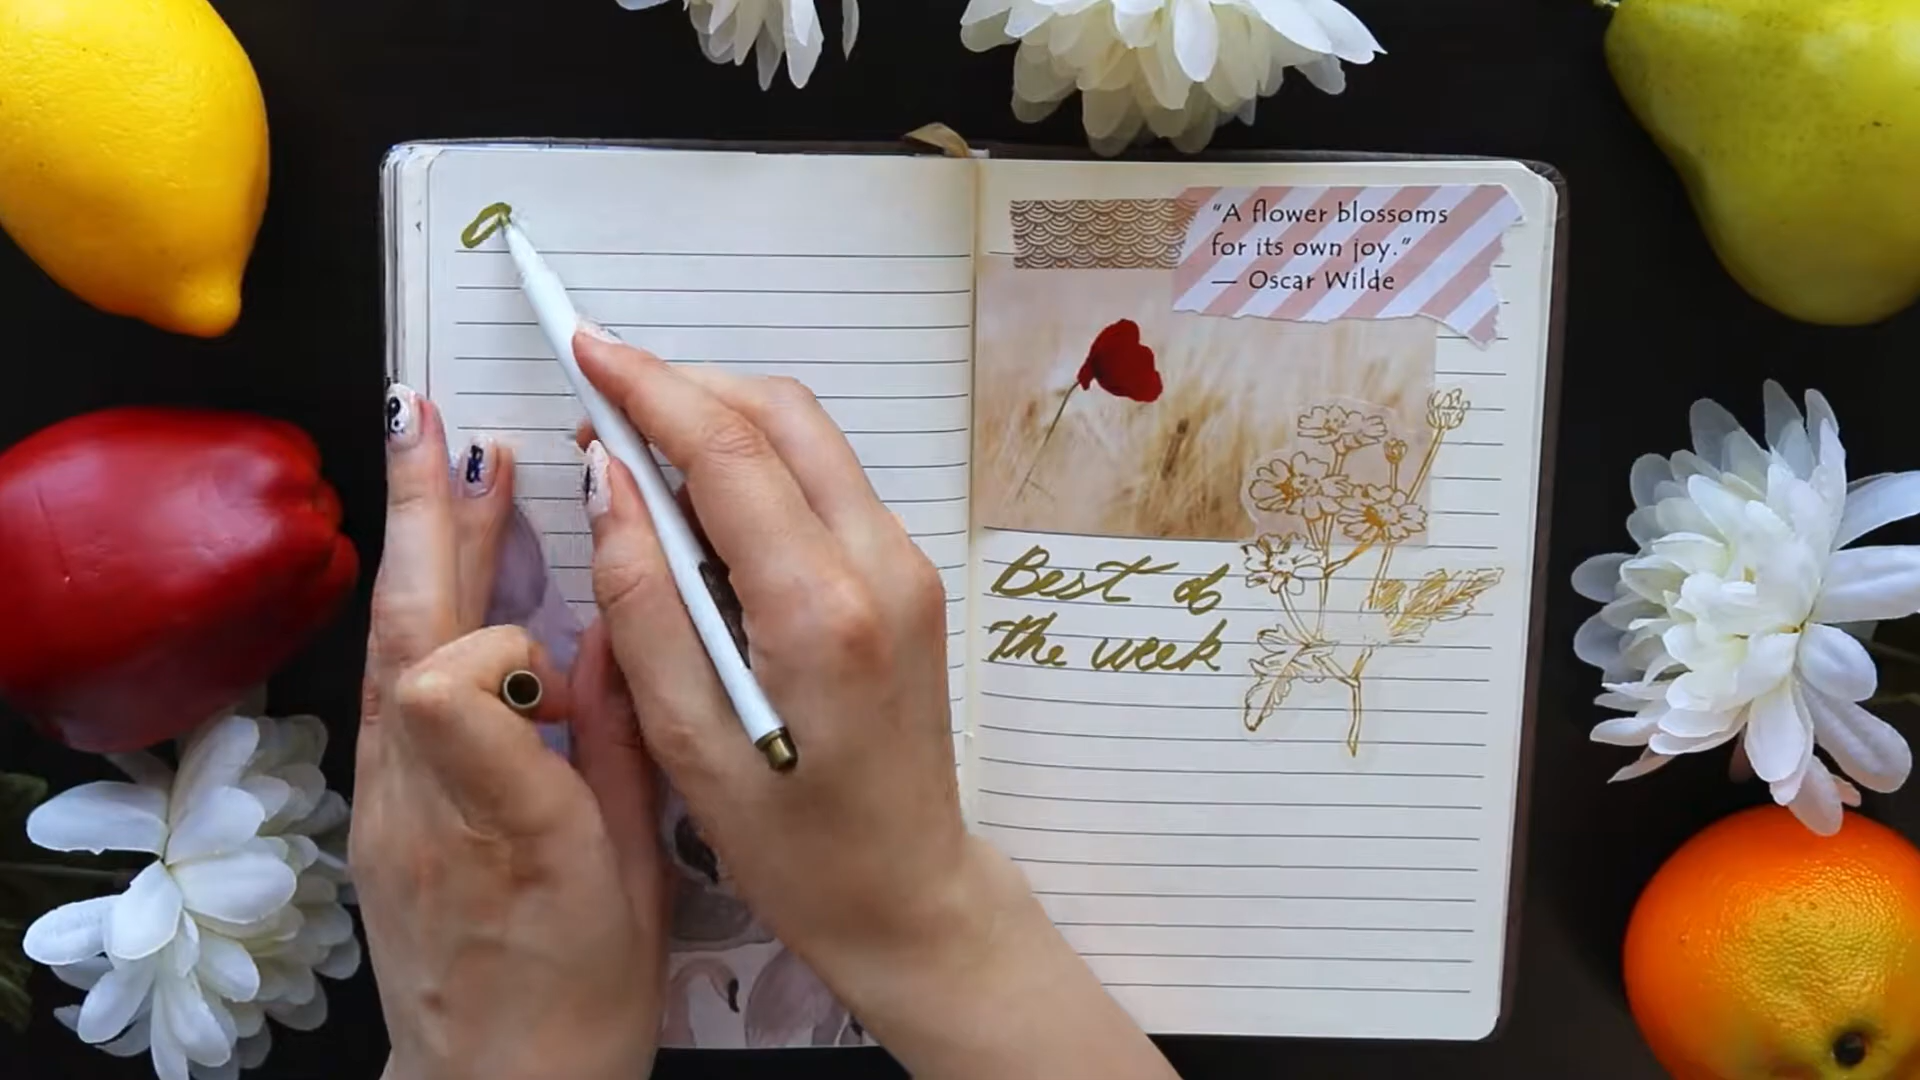 “A flower blossoms
for its own joy.”
— Oscar Wilde
Best of
the week